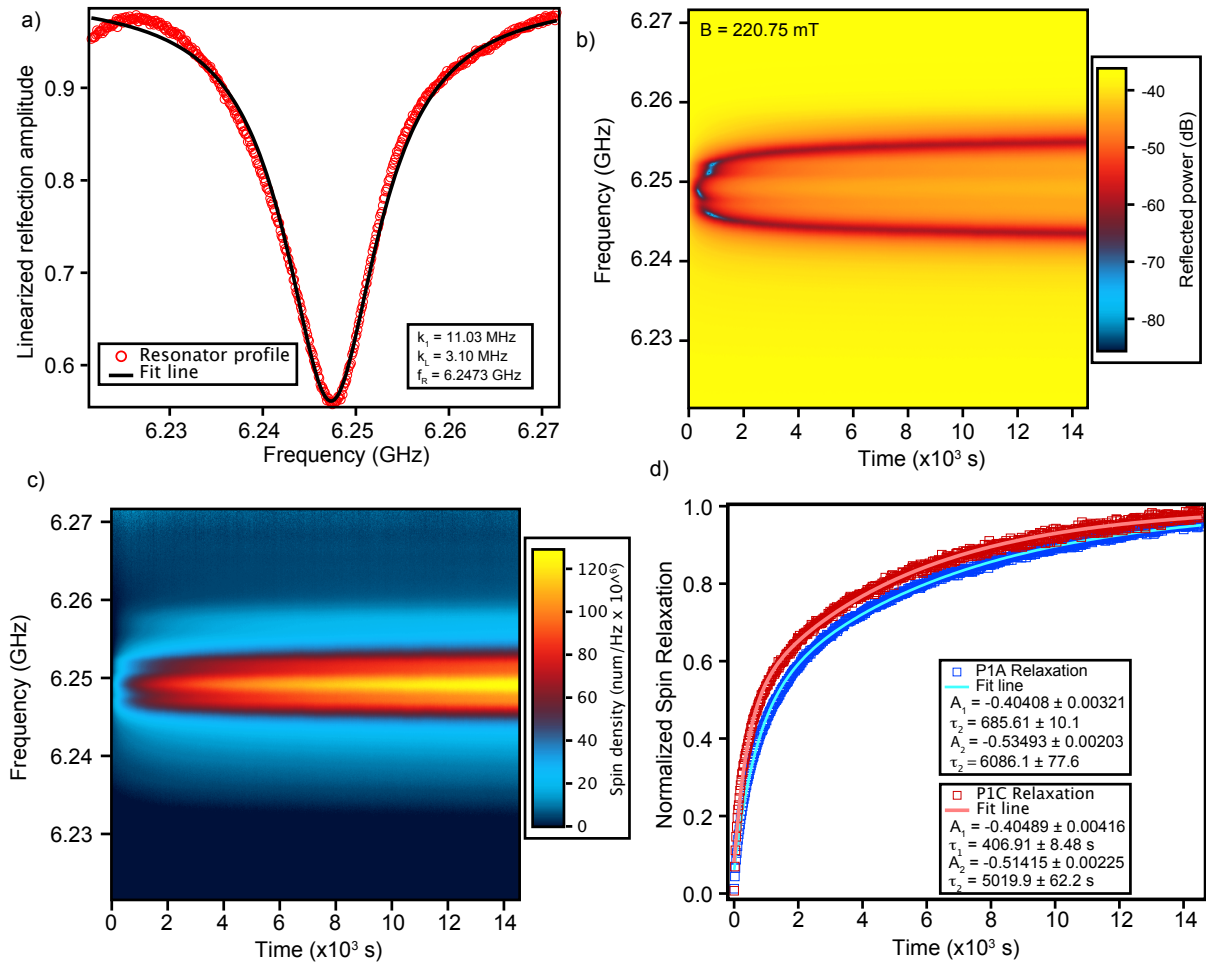 a)
Linearized relfection amplitude
0.9
0.8
0.7
0.6
Resonator profile
Fit line
k1 = 11.03 MHz
kL = 3.10 MHz
fR = 6.2473 GHz
6.23
6.24
6.25
6.26
6.27
Frequency (GHz)
b)
B = 220.75 mT
Frequency (GHz)
6.27
6.26
6.25
6.24
6.23
0
2
4
6
8
10
12
14
Time (x10³ s)
-40
-50
-60
-70
-80
Reflected power (dB)
c)
Frequency (GHz)
6.27
6.26
6.25
6.24
6.23
0
2
4
6
8
10
12
14
Time (x10³ s)
120
100
80
60
40
20
0
Spin density (num/Hz x 10^6)
d)
Normalized Spin Relaxation
1.0
0.8
0.6
0.4
0.2
0.0
P1A Relaxation
Fit line
A1 = -0.40408 ± 0.00321
τ2 = 685.61 ± 10.1
A2 = -0.53493 ± 0.00203
τ2 = 6086.1 ± 77.6
P1C Relaxation
Fit line
A1 = -0.40489 ± 0.00416
τ1 = 406.91 ± 8.48 s
A2 = -0.51415 ± 0.00225
τ2 = 5019.9 ± 62.2 s
0
2
4
6
8
10
12
14
Time (x10³ s)